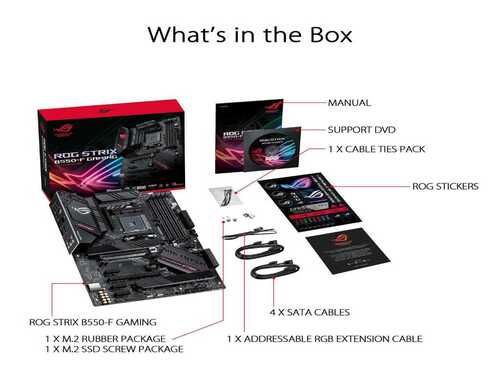 What's in the Box
MANUAL
SUPPORT DVD
1 X CABLE TIES PACK
ROG STICKERS
ROG STRIX
B550-F GAMING
ROG STRIX B550-F GAMING
1 X M.2 RUBBER PACKAGE
1 X M.2 SSD SCREW PACKAGE
4 X SATA CABLES
1 X ADDRESSABLE RGB EXTENSION CABLE